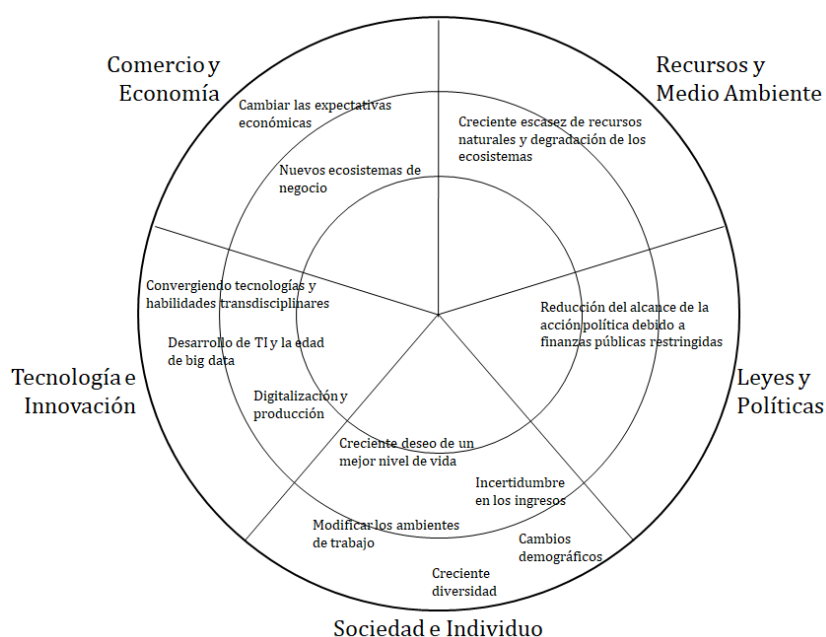 Comercio y
Economía
Recursos y
Medio Ambiente
Cambiar las expectativas
económicas
Creciente escasez de recursos
naturales y degradación de los
ecosistemas
Nuevos ecosistemas de
negocio
Convergiendo tecnologías y
habilidades transdisciplinares
Reducción del alcance de la
acción política debido a
finanzas públicas restringidas
Desarrollo de TI y la edad
de big data
Tecnología e
Innovación
Leyes y
Políticas
Digitalización y
producción
Creciente deseo de un
mejor nivel de vida
Incertidumbre
en los ingresos
Modificar los ambientes
de trabajo
Cambios
demográficos
Creciente
diversidad
Sociedad e Individuo